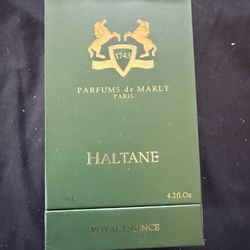 1743
PARFUMS de MARLY
PARIS
HALTANE
4.2fl.Oz
ROYAL ESSENCE